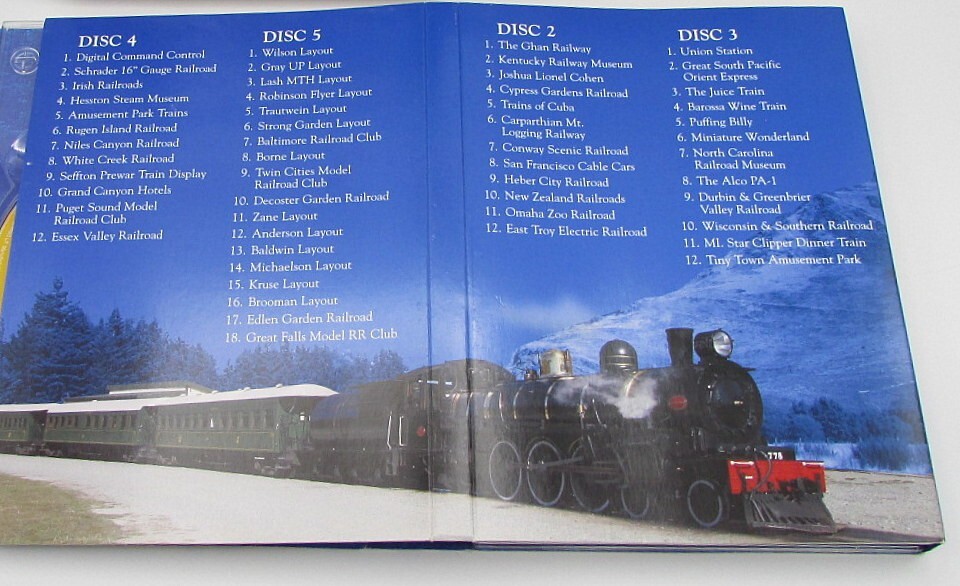 DISC 4
1. Digital Command Control
2. Schrader 16" Gauge Railroad
3. Irish Railroads
4. Hesston Steam Museum
5. Amusement Park Trains
6. Rugen Island Railroad
7. Niles Canyon Railroad
8. White Creek Railroad
9. Seffton Prewar Train Display
10. Grand Canyon Hotels
11. Puget Sound Model
Railroad Club
12. Essex Valley Railroad
DISC 5
1. Wilson Layout
2. Gray UP Layout
3. Lash MTH Layout
4. Robinson Flyer Layout
5. Trautwein Layout
6. Strong Garden Layout
7. Baltimore Railroad Club
8. Borne Layout
9. Twin Cities Model
Railroad Club
10. Decoster Garden Railroad
11. Zane Layout
12. Anderson Layout
13. Baldwin Layout
14. Michaelson Layout
15. Kruse Layout
16. Brooman Layout
17. Edlen Garden Railroad
18. Great Falls Model RR Club
DISC 2
1. The Ghan Railway
2. Kentucky Railway Museum
3. Joshua Lionel Cohen
4. Cypress Gardens Railroad
5. Trains of Cuba
6. Carparthian Mt.
Logging Railway
7. Conway Scenic Railroad
8. San Francisco Cable Cars
9. Heber City Railroad
10. New Zealand Railroads
11. Omaha Zoo Railroad
12. East Troy Electric Railroad
DISC 3
1. Union Station
2. Great South Pacific
Orient Express
3. The Juice Train
4. Barossa Wine Train
5. Puffing Billy
6. Miniature Wonderland
7. North Carolina
Railroad Museum
8. The Alco PA-1
9. Durbin & Greenbrier
Valley Railroad
10. Wisconsin & Southern Railroad
11. MI. Star Clipper Dinner Train
12. Tiny Town Amusement Park
778